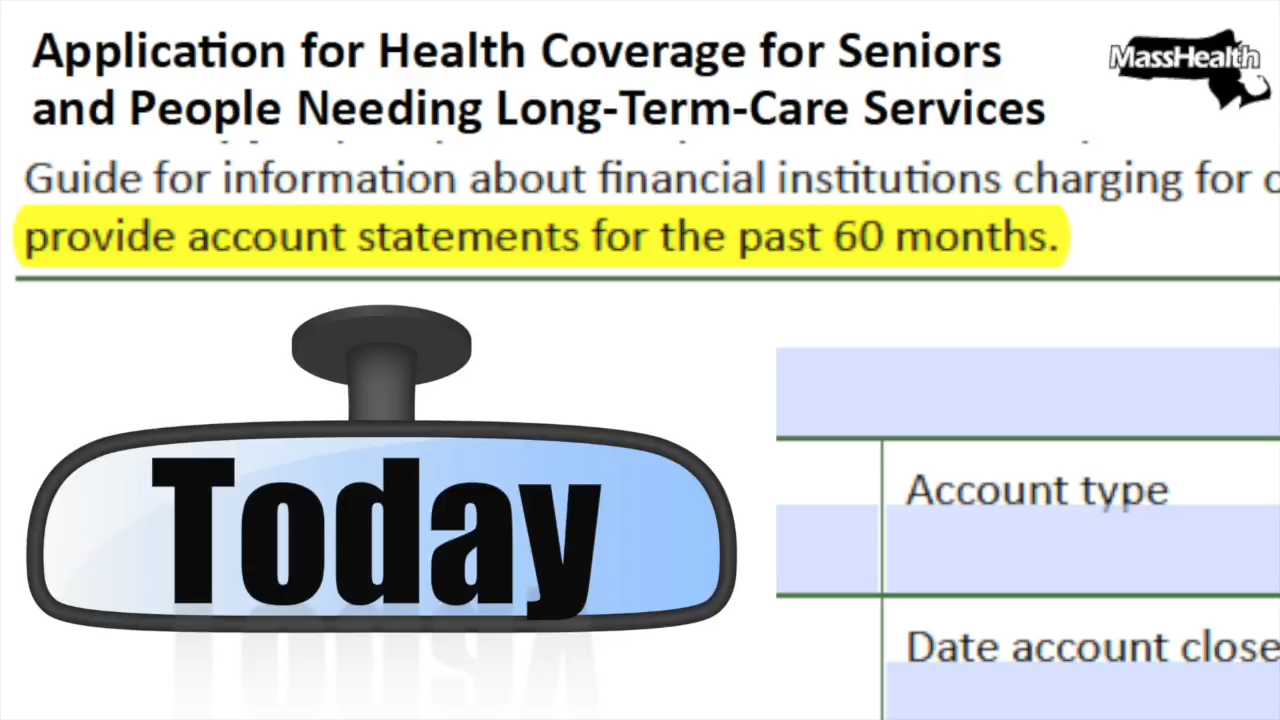 Application for Health Coverage for Seniors
and People Needing Long-Term-Care Services
MassHealth
Guide for information about financial institutions charging for
provide account statements for the past 60 months.
Today
Account type
Date account close